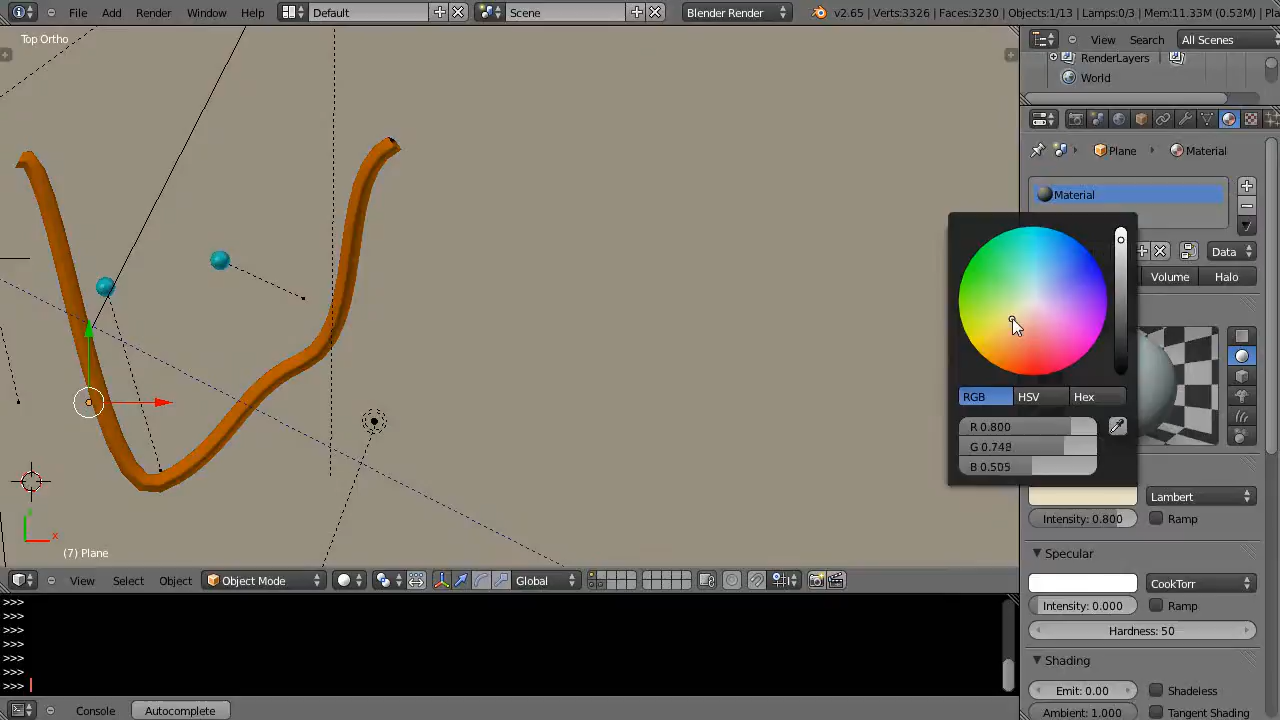 File Add Render Window Help Default Scene Blender Render v2.65 | Verts:3326 | Faces:3230 | Objects:1/13 | Lamps:0/3 | Mem:11.33M (0.53M) | Pla
Top Ortho
View Search All Scenes
RenderLayers
World
Plane Material
Material
Data
Volume Halo
RGB HSV Hex
R 0.800
G 0.748
B 0.505
Lambert
Intensity: 0.800 Ramp
Specular
CookTorr
Intensity: 0.000 Ramp
Hardness: 50
Shading
Emit: 0.00 Shadeless
Ambient: 1.000 Tangent Shading
y
x
(7) Plane
View Select Object Object Mode Global
>>>
>>>
>>>
>>>
>>>
>>>
>>>
Console Autocomplete